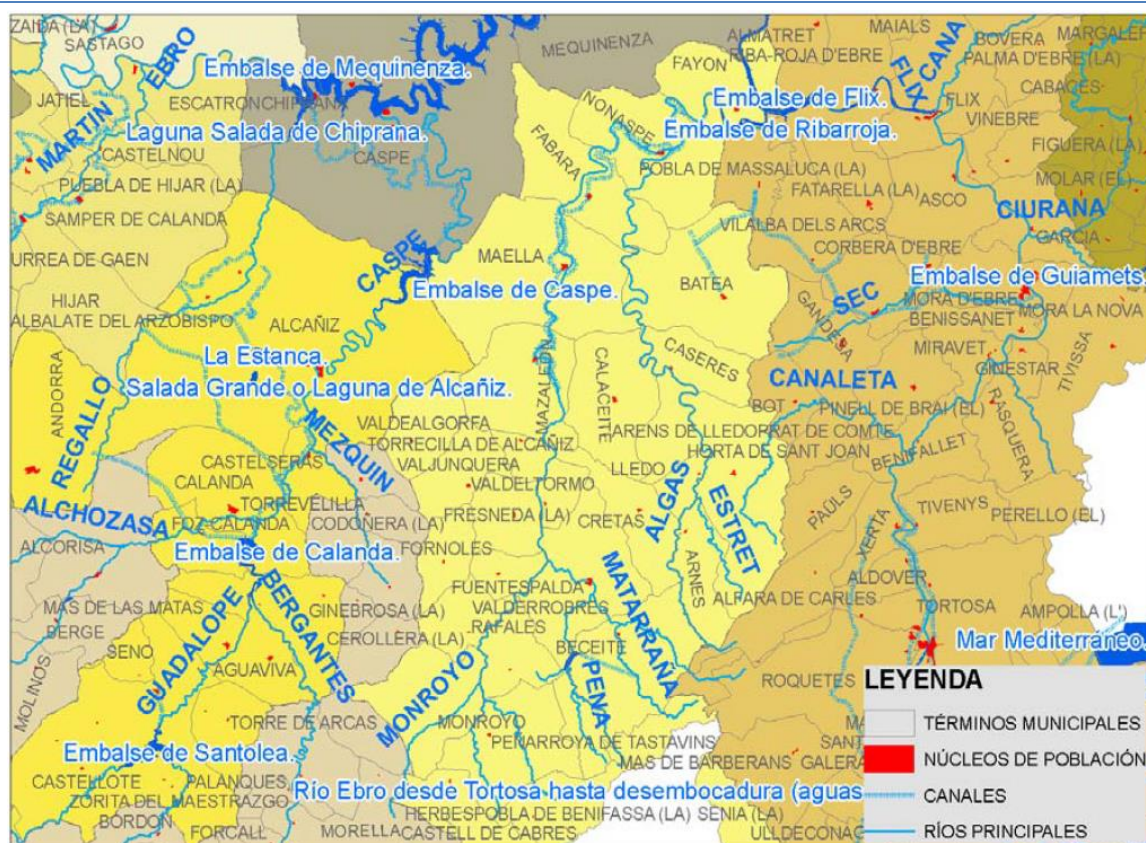 ZAIDA (LA)
SASTAGO
EBRO
JATIEL
MARTIN
CASTELNOU
PUEBLA DE HIJAR (LA)
SAMPER DE CALANDA
URREA DE GAEN
HIJAR
ALBALATE DEL ARZOBISPO
Embalse de Mequinenza.
ESCATRON
Laguna Salada de Chiprana.
CASPE
MEQUINENZA
FAYON
NONASPE
FABARA
ALMATRET
RIBA-ROJA D'EBRE
MAIALS
FLIX
CANA
BOVERA
PALMA D'EBRE (LA)
MARGALEF
CABACES
Embalse de Flix.
Embalse de Ribarroja.
FLIX
VINEBRE
FIGUERA (LA)
POBLA DE MASSALUCA (LA)
FATARELLA (LA)
ASCO
MOLAR (EL)
VILALBA DELS ARCS
CIURANA
GARCIA
CORBERA D'EBRE
MAELLA
CASPE
Embalse de Caspe.
BATEA
SEC
Embalse de Guiamets
MORA D'EBRE
MORA LA NOVA
BENISSANET
GANDESA
MIRAVET
GINESTAR
TIVISSA
RASQUERA
ALCAÑIZ
La Estanca.
Salada Grande o Laguna de Alcañiz.
ANDORRA
REGALLO
MEZQUIN
MAZALEON
CALACEITE
CASERES
CANALETA
BOT
PINELL DE BRAI (EL)
VALDEALGORFA
TORRECILLA DE ALCAÑIZ
VALJUNQUERA
VALDELTORMO
ARENS DE LLEDO
PRAT DE COMTE
HORTA DE SANT JOAN
BENIFALLET
LLEDO
CASTELSERAS
CALANDA
TORREVELILLA
ALCHOZASA
FOZ CALANDA
CODOÑERA (LA)
FRESNEDA (LA)
CRETAS
ALGAS
ESTRET
PAÜLS
XERTA
TIVENYS
PERELLO (EL)
ALCORISA
Embalse de Calanda.
FORNOLES
ARNES
ALFARA DE CARLES
ALDOVER
TORTOSA
AMPOLLA (L')
MAS DE LAS MATAS
BERGE
SENO
GUADALOPE
BERGANTES
GINEBROSA (LA)
CEROLLERA (LA)
FUENTESPALDA
VALDERROBRES
RAFALES
MATARRAÑA
BECEITE
PENA
MONROYO
AGUAVIVA
MOLINOS
Mar Mediterráneo.
ROQUETES
TORRE DE ARCAS
MONROYO
PEÑARROYA DE TASTAVINS
MAS DE BARBERANS
GALERA
Embalse de Santolea.
CASTELLOTE
PALANQUES
ZORITA DEL MAESTRAZGO
BORDON
FORCALL
MORELLA
Río Ebro desde Tortosa hasta desembocadura (aguas
HERBES
POBLA DE BENIFASSA (LA)
SENIA (LA)
CASTELL DE CABRES
ULLDECONA
LEYENDA
TÉRMINOS MUNICIPALES
NÚCLEOS DE POBLACIÓN
CANALES
RÍOS PRINCIPALES